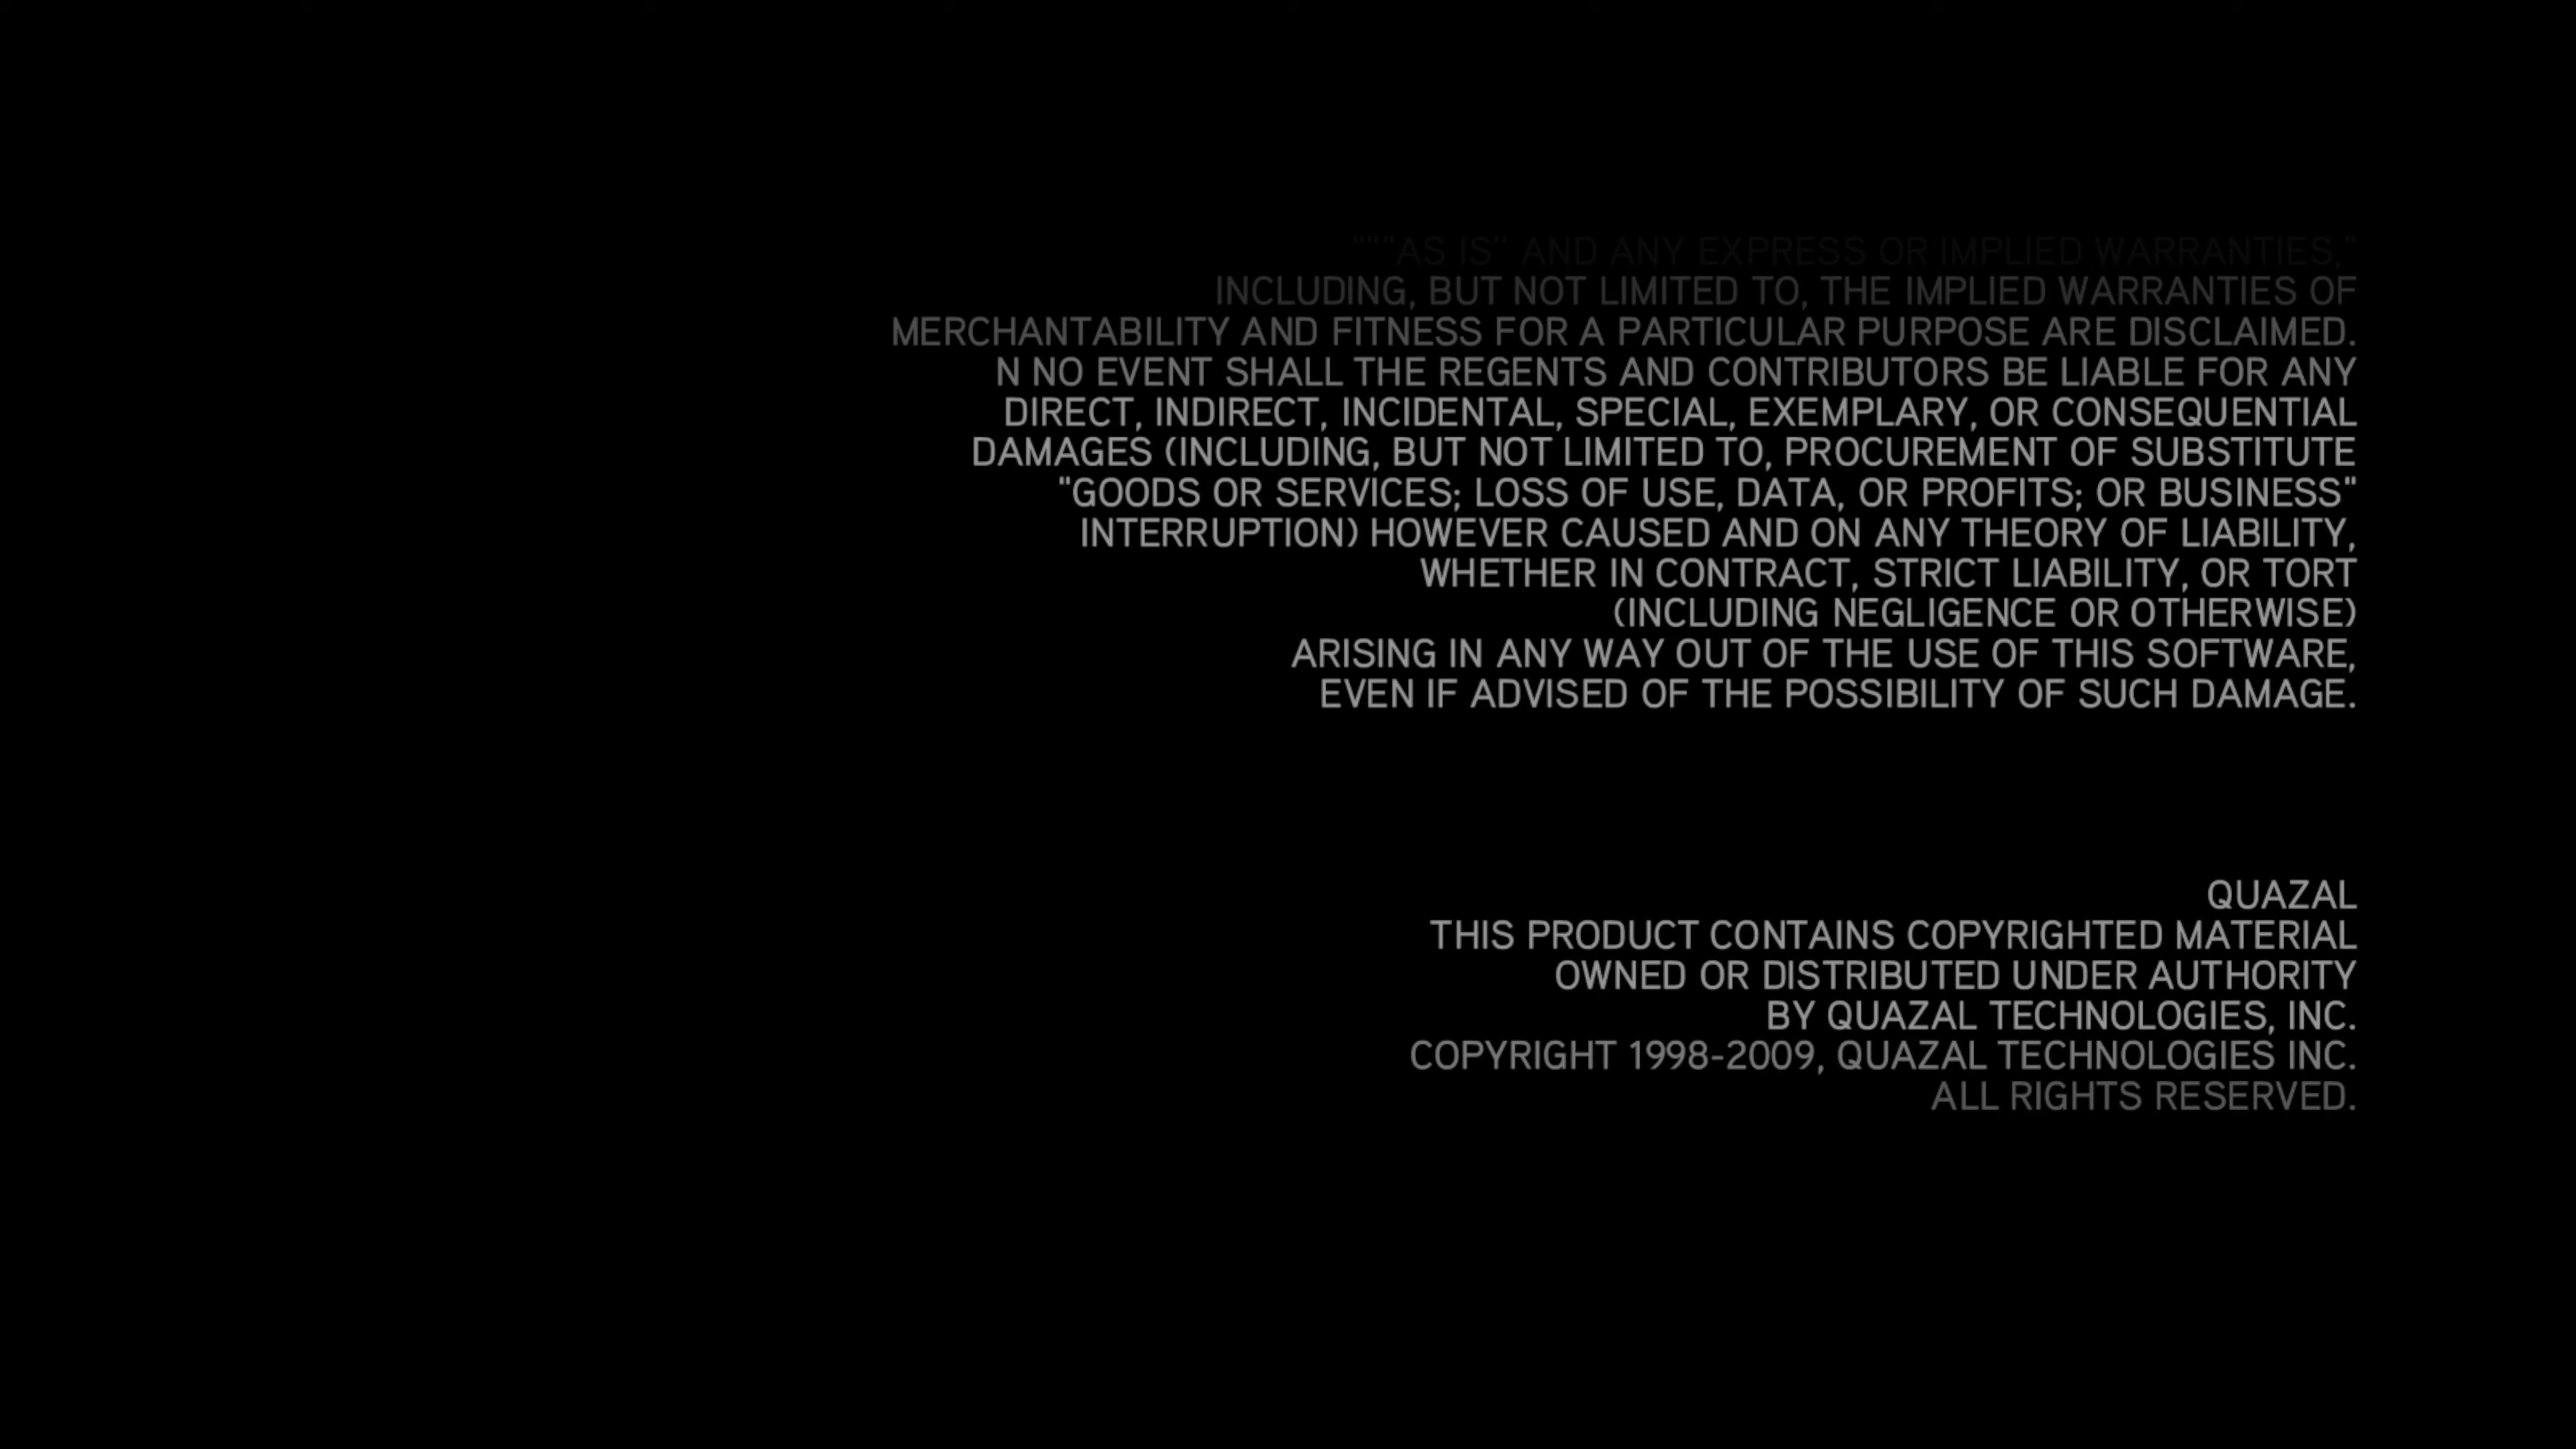 """AS IS" AND ANY EXPRESS OR IMPLIED WARRANTIES,"
INCLUDING, BUT NOT LIMITED TO, THE IMPLIED WARRANTIES OF
MERCHANTABILITY AND FITNESS FOR A PARTICULAR PURPOSE ARE DISCLAIMED.
N NO EVENT SHALL THE REGENTS AND CONTRIBUTORS BE LIABLE FOR ANY
DIRECT, INDIRECT, INCIDENTAL, SPECIAL, EXEMPLARY, OR CONSEQUENTIAL
DAMAGES (INCLUDING, BUT NOT LIMITED TO, PROCUREMENT OF SUBSTITUTE
"GOODS OR SERVICES; LOSS OF USE, DATA, OR PROFITS; OR BUSINESS"
INTERRUPTION) HOWEVER CAUSED AND ON ANY THEORY OF LIABILITY,
WHETHER IN CONTRACT, STRICT LIABILITY, OR TORT
(INCLUDING NEGLIGENCE OR OTHERWISE)
ARISING IN ANY WAY OUT OF THE USE OF THIS SOFTWARE,
EVEN IF ADVISED OF THE POSSIBILITY OF SUCH DAMAGE.
QUAZAL
THIS PRODUCT CONTAINS COPYRIGHTED MATERIAL
OWNED OR DISTRIBUTED UNDER AUTHORITY
BY QUAZAL TECHNOLOGIES, INC.
COPYRIGHT 1998-2009, QUAZAL TECHNOLOGIES INC.
ALL RIGHTS RESERVED.